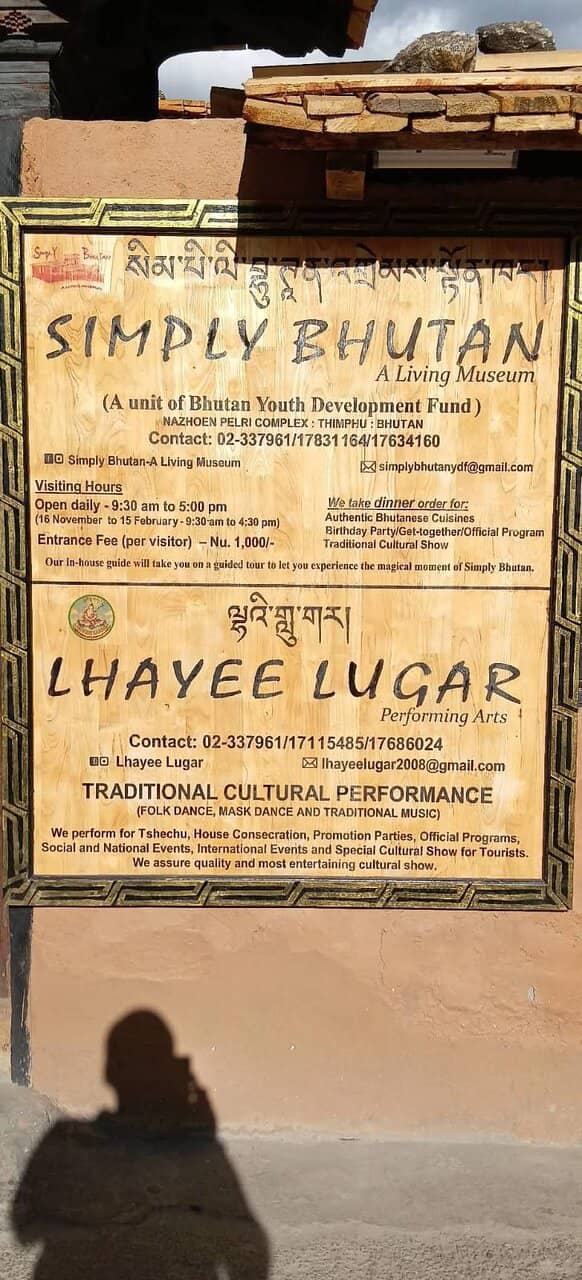 SIMPLY BHUTAN
སིམ་པི་ལི་བྷུ་ཊཱན་འགྲེམས་སྟོན་ཁང་།
SIMPLY BHUTAN
A Living Museum
(A unit of Bhutan Youth Development Fund)
NAZHOEN PELRI COMPLEX : THIMPHU : BHUTAN
Contact: 02-337961/17831164/17634160
Simply Bhutan-A Living Museum
simplybhutanydf@gmail.com
Visiting Hours
Open daily - 9:30 am to 5:00 pm
(16 November to 15 February - 9:30 am to 4:30 pm)
Entrance Fee (per visitor) – Nu. 1,000/-
We take dinner order for:
Authentic Bhutanese Cuisines
Birthday Party/Get-together/Official Program
Traditional Cultural Show
Our in-house guide will take you on a guided tour to let you experience the magical moment of Simply Bhutan.
ལྷའི་གླུ་གར།
LHAYEE LUGAR
Performing Arts
Contact: 02-337961/17115485/17686024
Lhayee Lugar
lhayeelugar2008@gmail.com
TRADITIONAL CULTURAL PERFORMANCE
(FOLK DANCE, MASK DANCE AND TRADITIONAL MUSIC)
We perform for Tshechu, House Consecration, Promotion Parties, Official Programs,
Social and National Events, International Events and Special Cultural Show for Tourists.
We assure quality and most entertaining cultural show.